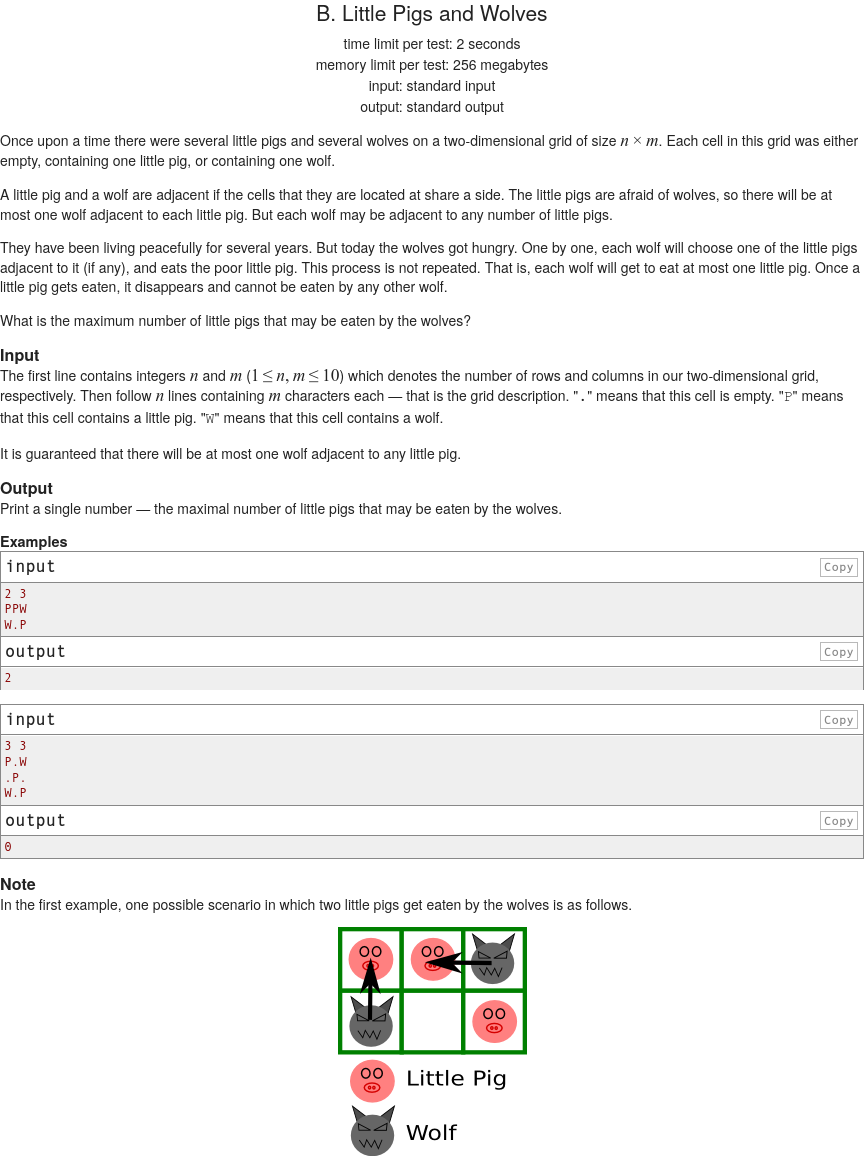 B. Little Pigs and Wolves
time limit per test: 2 seconds
memory limit per test: 256 megabytes
input: standard input
output: standard output
Once upon a time there were several little pigs and several wolves on a two-dimensional grid of size n × m. Each cell in this grid was either
empty, containing one little pig, or containing one wolf.
A little pig and a wolf are adjacent if the cells that they are located at share a side. The little pigs are afraid of wolves, so there will be at
most one wolf adjacent to each little pig. But each wolf may be adjacent to any number of little pigs.
They have been living peacefully for several years. But today the wolves got hungry. One by one, each wolf will choose one of the little pigs
adjacent to it (if any), and eats the poor little pig. This process is not repeated. That is, each wolf will get to eat at most one little pig. Once a
little pig gets eaten, it disappears and cannot be eaten by any other wolf.
What is the maximum number of little pigs that may be eaten by the wolves?
Input
The first line contains integers n and m (1 ≤ n, m ≤ 10) which denotes the number of rows and columns in our two-dimensional grid,
respectively. Then follow n lines containing m characters each — that is the grid description. "." means that this cell is empty. "P" means
that this cell contains a little pig. "W" means that this cell contains a wolf.
It is guaranteed that there will be at most one wolf adjacent to any little pig.
Output
Print a single number — the maximal number of little pigs that may be eaten by the wolves.
Examples
input Copy
2 3
PPW
W.P
output Copy
2
input Copy
3 3
P.W
.P.
W.P
output Copy
0
Note
In the first example, one possible scenario in which two little pigs get eaten by the wolves is as follows.
Little Pig
Wolf